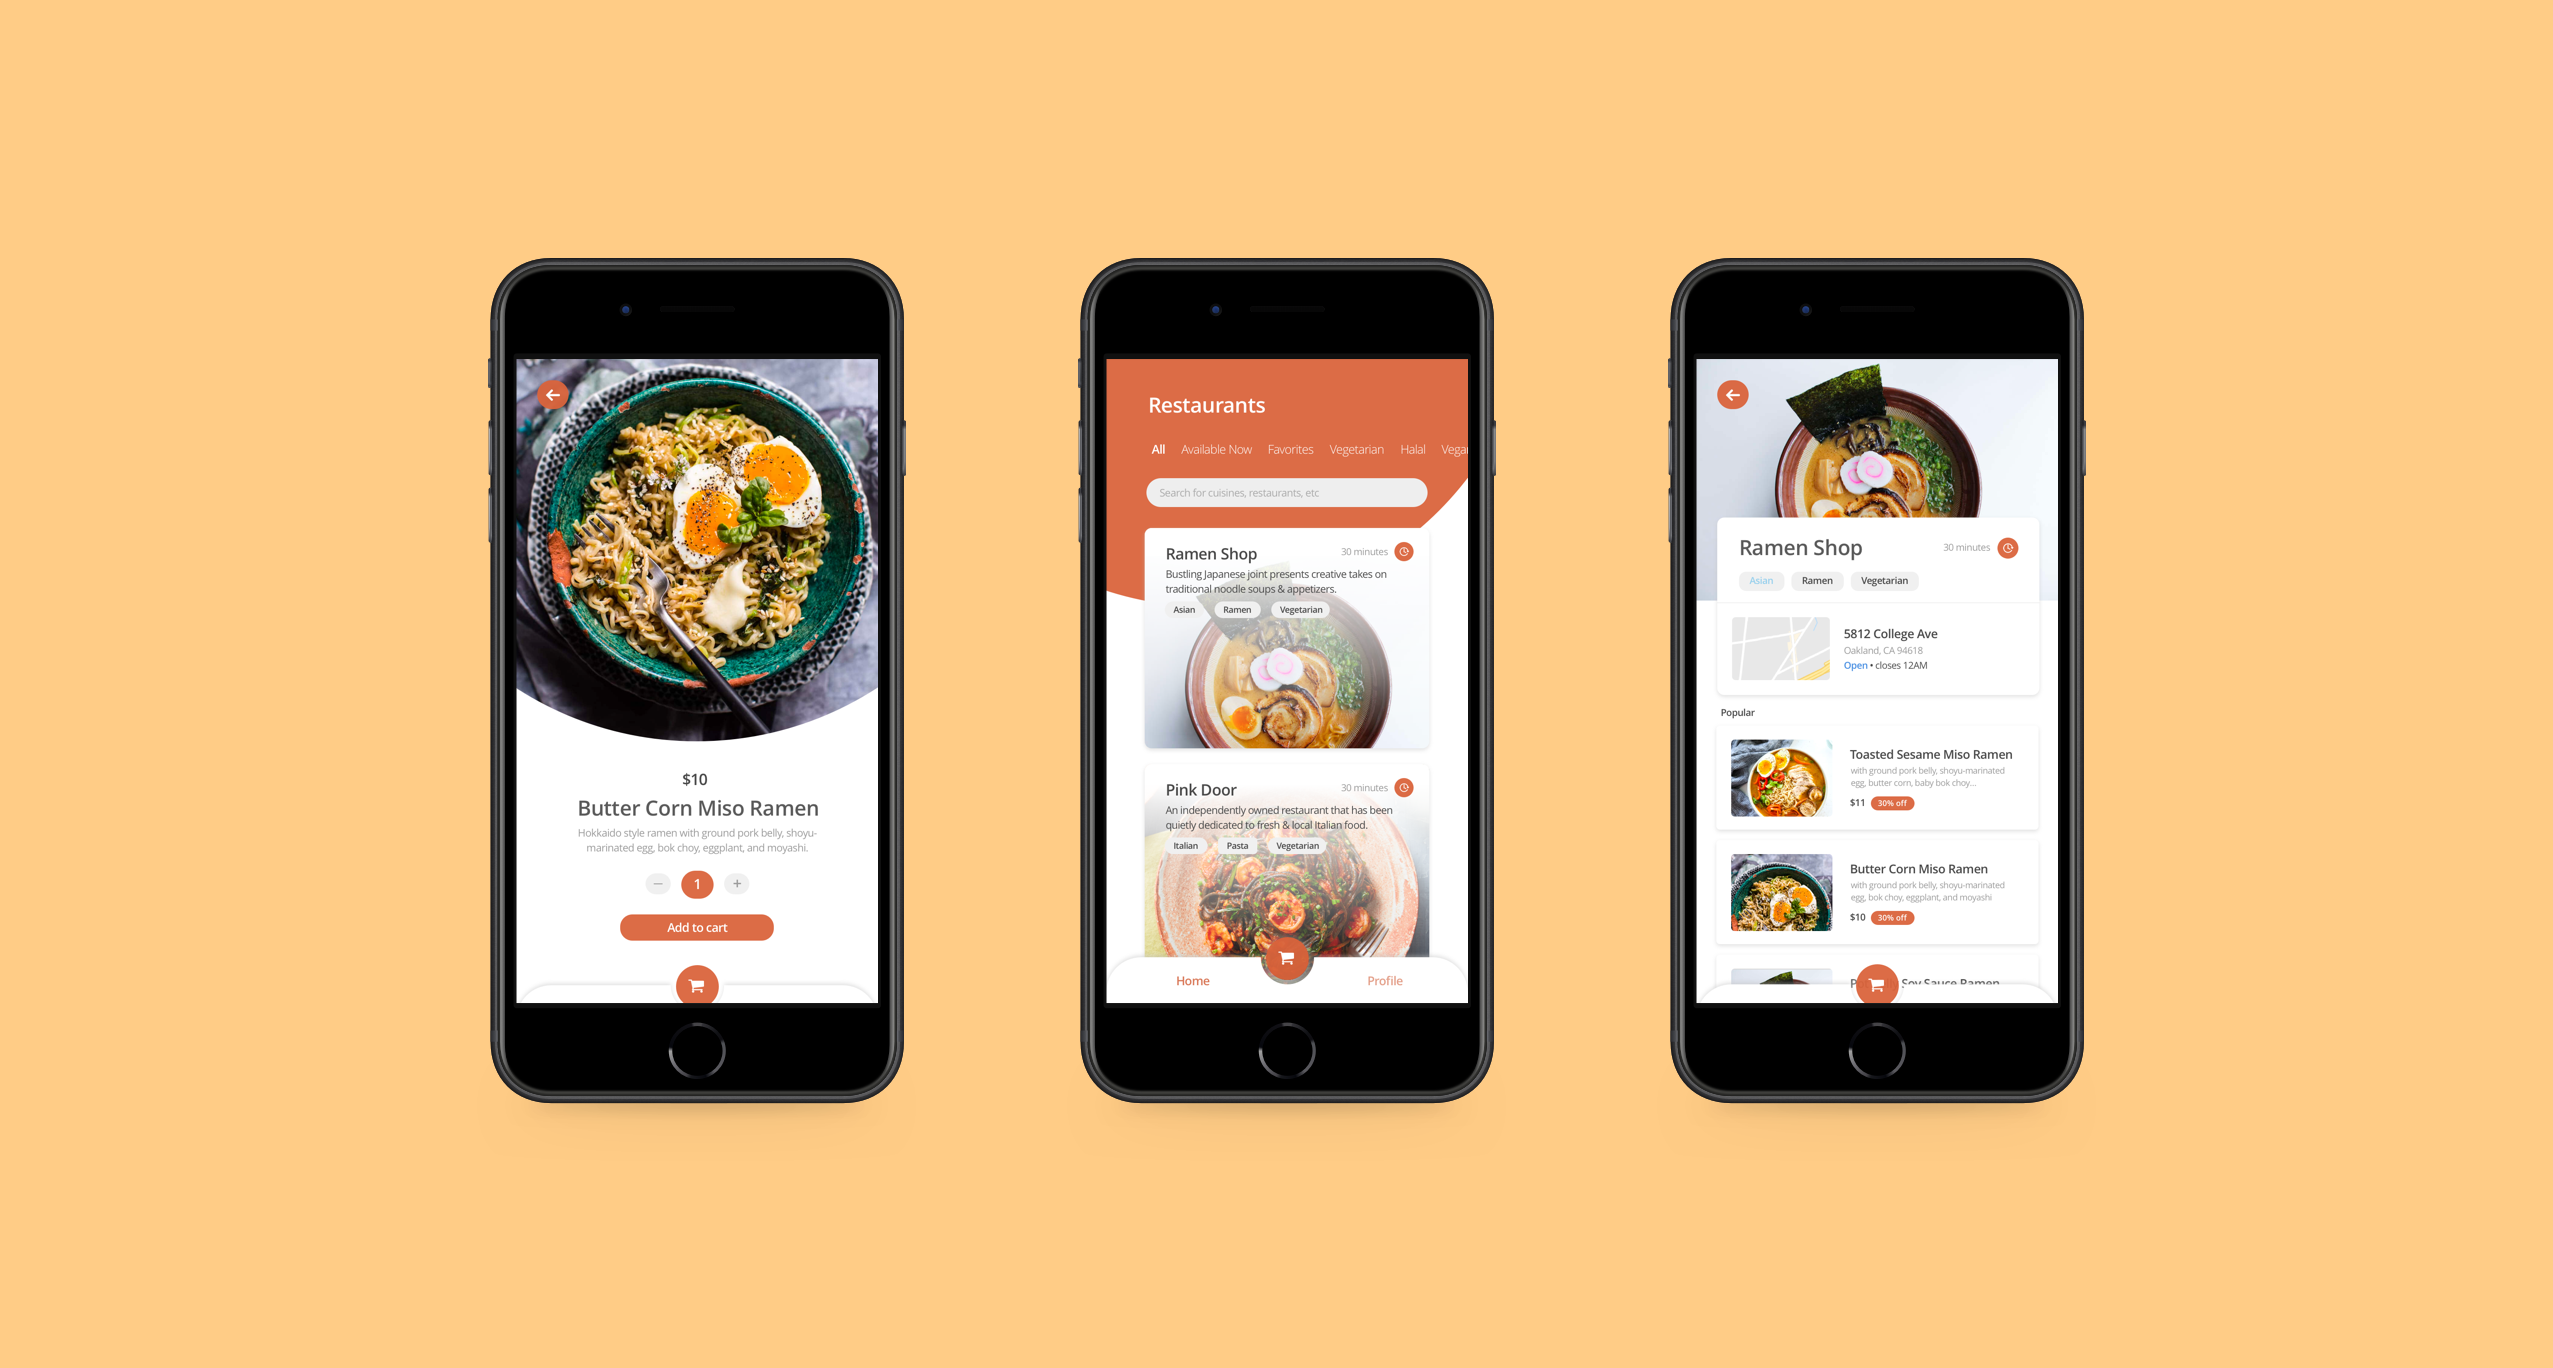 $10
Butter Corn Miso Ramen
Hokkaido style ramen with ground pork belly, shoyu-
marinated egg, bok choy, eggplant, and moyashi.
− 1 +
Add to cart
Restaurants
All Available Now Favorites Vegetarian Halal Vegan
Search for cuisines, restaurants, etc
Ramen Shop 30 minutes
Bustling Japanese joint presents creative takes on
traditional noodle soups & appetizers.
Asian Ramen Vegetarian
Pink Door 30 minutes
An independently owned restaurant that has been
quietly dedicated to fresh & local Italian food.
Italian Pasta Vegetarian
Home Profile
Ramen Shop 30 minutes
Asian Ramen Vegetarian
5812 College Ave
Oakland, CA 94618
Open • closes 12AM
Popular
Toasted Sesame Miso Ramen
with ground pork belly, shoyu-marinated
egg, butter corn, baby bok choy...
$11 30% off
Butter Corn Miso Ramen
with ground pork belly, shoyu-marinated
egg, bok choy, eggplant, and moyashi
$10 30% off
Soy Sauce Ramen